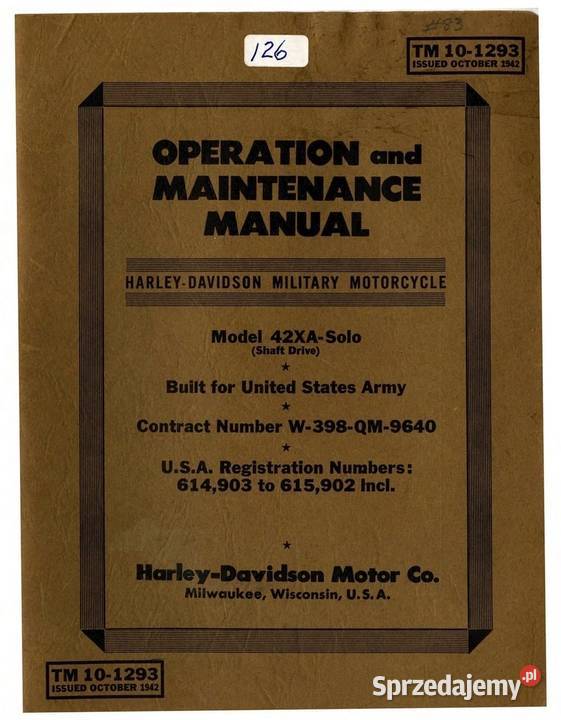 #83
126
TM 10-1293
ISSUED OCTOBER 1942
OPERATION and
MAINTENANCE
MANUAL
HARLEY-DAVIDSON MILITARY MOTORCYCLE
Model 42XA-Solo
(Shaft Drive)
★
Built for United States Army
★
Contract Number W-398-QM-9640
★
U.S.A. Registration Numbers:
614,903 to 615,902 Incl.
★
Harley-Davidson Motor Co.
Milwaukee, Wisconsin, U.S.A.
TM 10-1293
ISSUED OCTOBER 1942
Sprzedajemy.pl